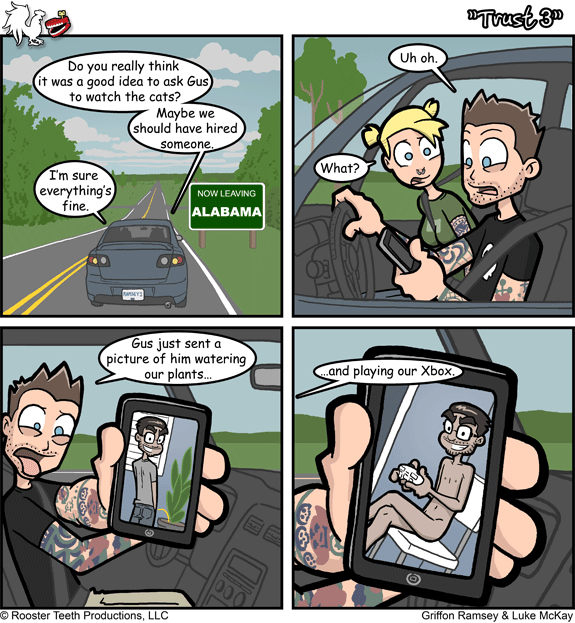 "Trust 3"
Do you really think
it was a good idea to ask Gus
to watch the cats?
Maybe we
should have hired
someone.
I'm sure
everything's
fine.
NOW LEAVING
ALABAMA
RAMSEY2
Uh oh.
What?
Gus just sent a
picture of him watering
our plants...
...and playing our Xbox.
© Rooster Teeth Productions, LLC
Griffon Ramsey & Luke McKay